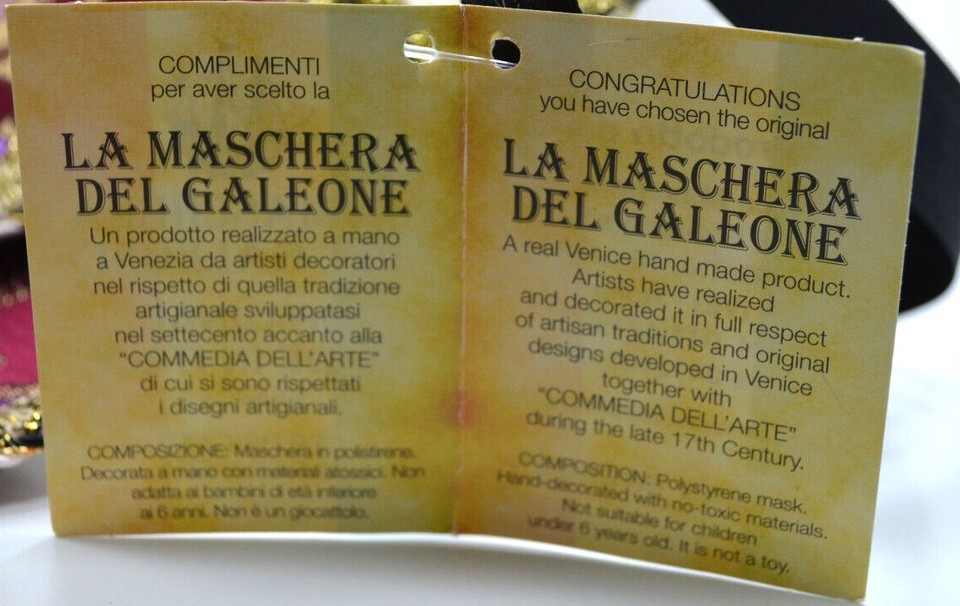 COMPLIMENTI
per aver scelto la
LA MASCHERA
DEL GALEONE
Un prodotto realizzato a mano
a Venezia da artisti decoratori
nel rispetto di quella tradizione
artigianale sviluppatasi
nel settecento accanto alla
“COMMEDIA DELL’ARTE”
di cui si sono rispettati
i disegni artigianali.
COMPOSIZIONE: Maschera in polistirene.
Decorata a mano con materiali atossici. Non
adatta ai bambini di età inferiore
ai 6 anni. Non è un giocattolo.
CONGRATULATIONS
you have chosen the original
LA MASCHERA
DEL GALEONE
A real Venice hand made product.
Artists have realized
and decorated it in full respect
of artisan traditions and original
designs developed in Venice
together with
“COMMEDIA DELL’ARTE”
during the late 17th Century.
COMPOSITION: Polystyrene mask.
Hand-decorated with no-toxic materials.
Not suitable for children
under 6 years old. It is not a toy.